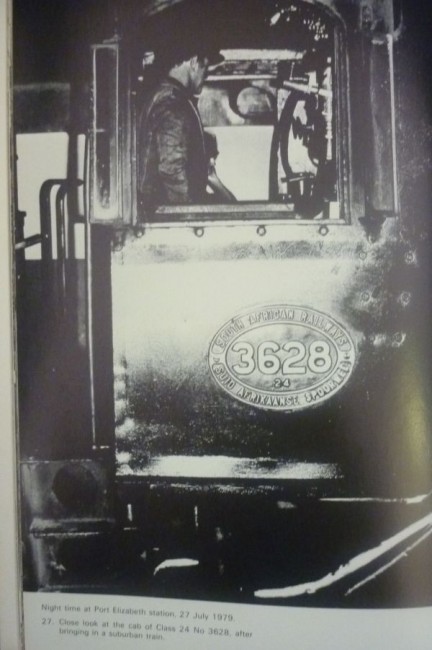 SOUTH AFRICAN RAILWAYS
3628
24
SUID AFRIKAANSE SPOORWEË
Night time at Port Elizabeth station, 27 July 1979.
27. Close look at the cab of Class 24 No 3628, after
bringing in a suburban train.